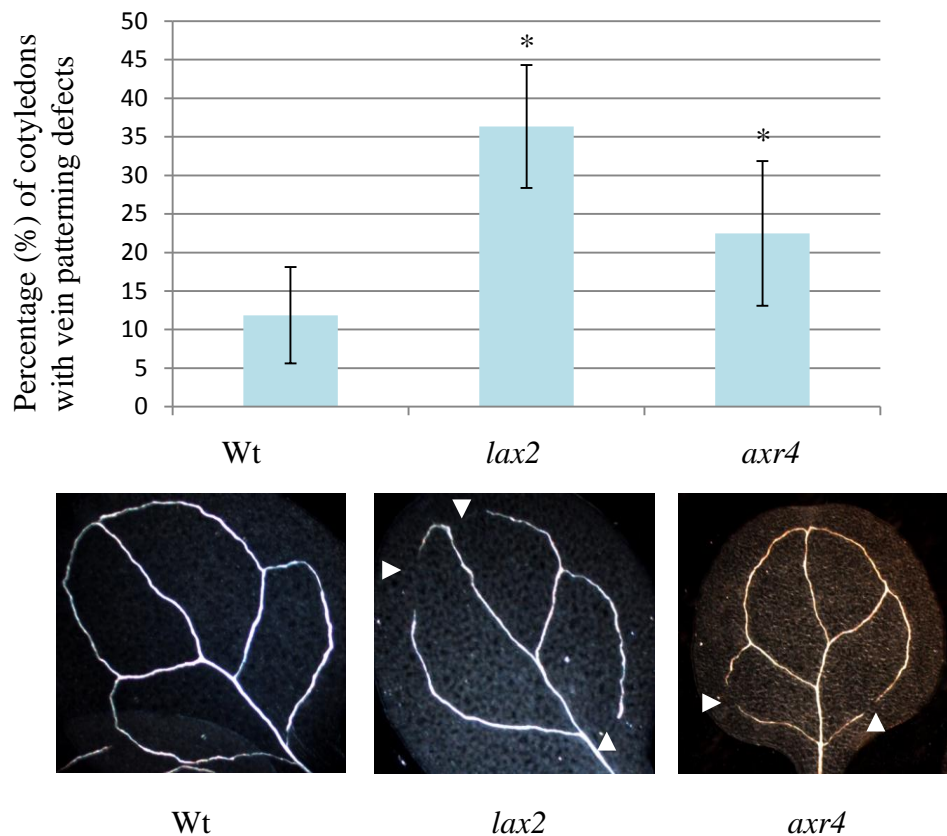 Percentage (%) of cotyledons
with vein patterning defects
50
45
40
35
30
25
20
15
10
5
0
*
*
Wt
lax2
axr4
Wt
lax2
axr4